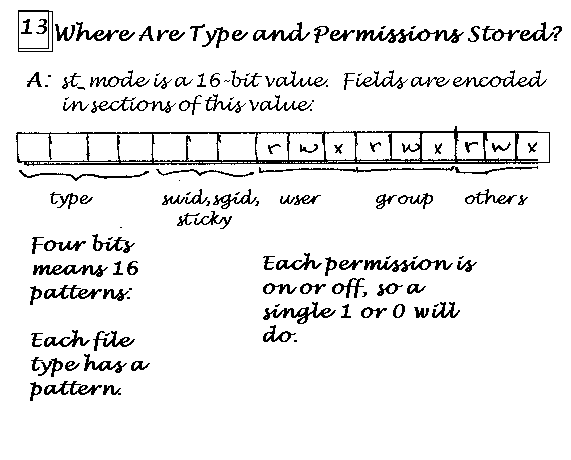 13 Where Are Type and Permissions Stored?
A: st_mode is a 16-bit value. Fields are encoded
in sections of this value:
r w x r w x r w x
type suid, sgid, user group others
sticky
Four bits
means 16
patterns:
Each file
type has a
pattern.
Each permission is
on or off, so a
single 1 or 0 will
do.